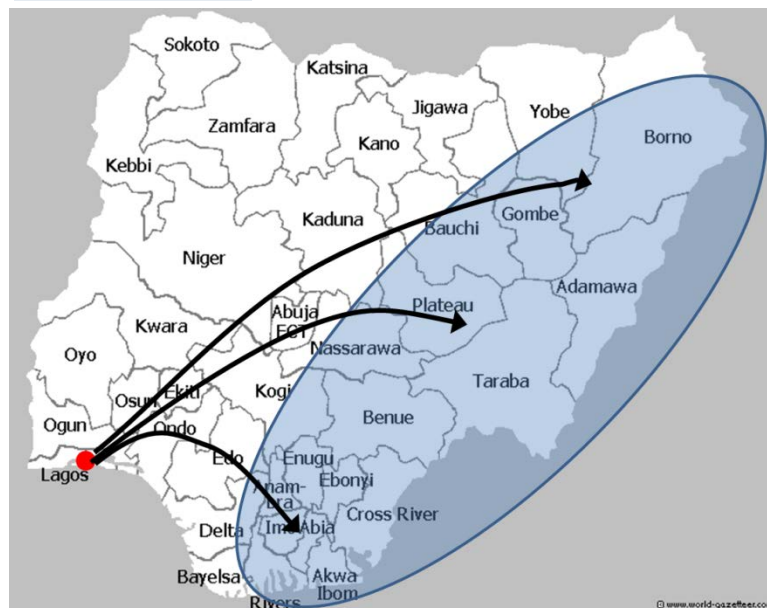 Sokoto
Katsina
Jigawa
Yobe
Borno
Zamfara
Kano
Kebbi
Kaduna
Gombe
Bauchi
Niger
Adamawa
Plateau
Abuja
FCT
Kwara
Nassarawa
Oyo
Taraba
Kogi
Ekiti
Osun
Benue
Ogun
Ondo
Edo
Enugu
Lagos
Anam-
bra
Ebonyi
Cross River
Delta
Imo
Abia
Bayelsa
Akwa
Ibom
Rivers
© www.world-gazetteer.co